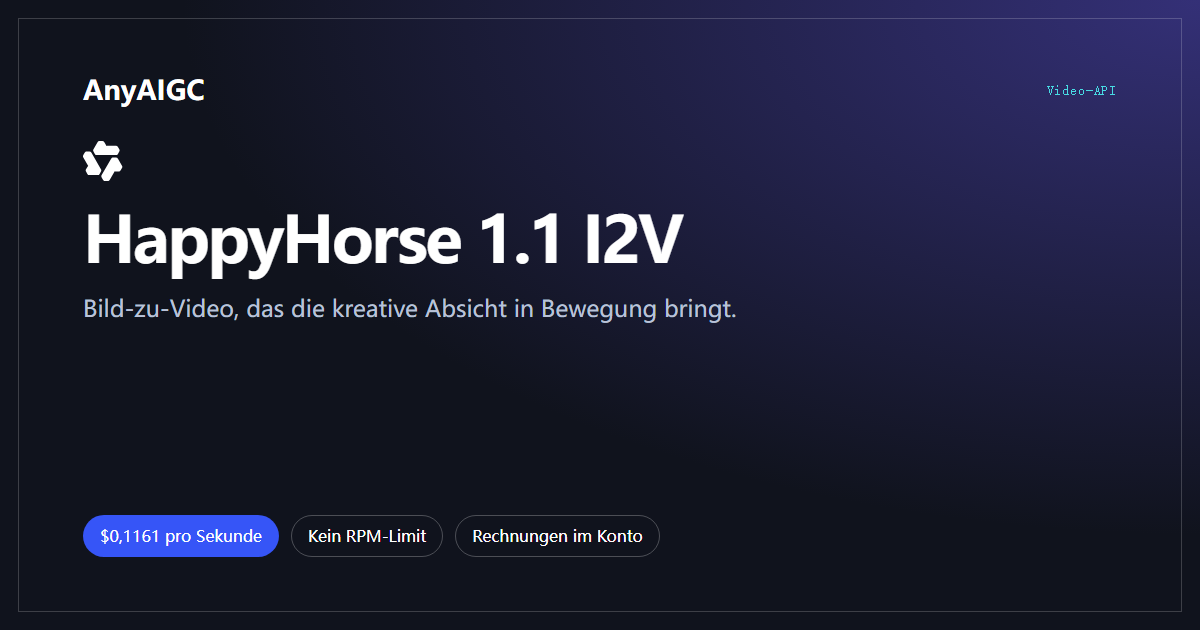 AnyAIGC
Video-API
HappyHorse 1.1 I2V
Bild-zu-Video, das die kreative Absicht in Bewegung bringt.
$0,1161 pro Sekunde
Kein RPM-Limit
Rechnungen im Konto